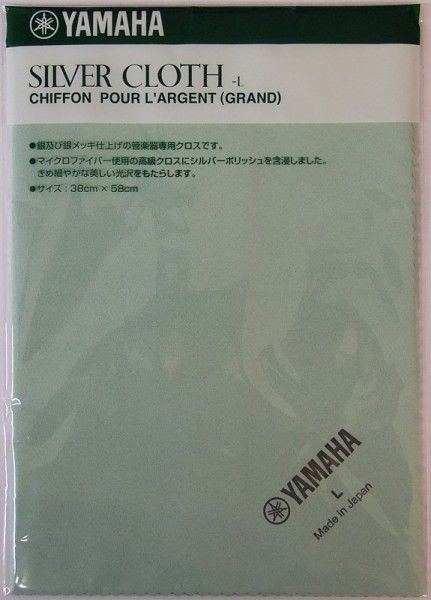 YAMAHA
SILVER CLOTH -L
CHIFFON POUR L'ARGENT (GRAND)
●銀及び銀メッキ仕上げの管楽器専用クロスです。
●マイクロファイバー使用の高級クロスにシルバーポリッシュを含浸しました。
きめ細やかな美しい光沢をもたらします。
●サイズ：38cm×58cm
YAMAHA
L
Made in Japan